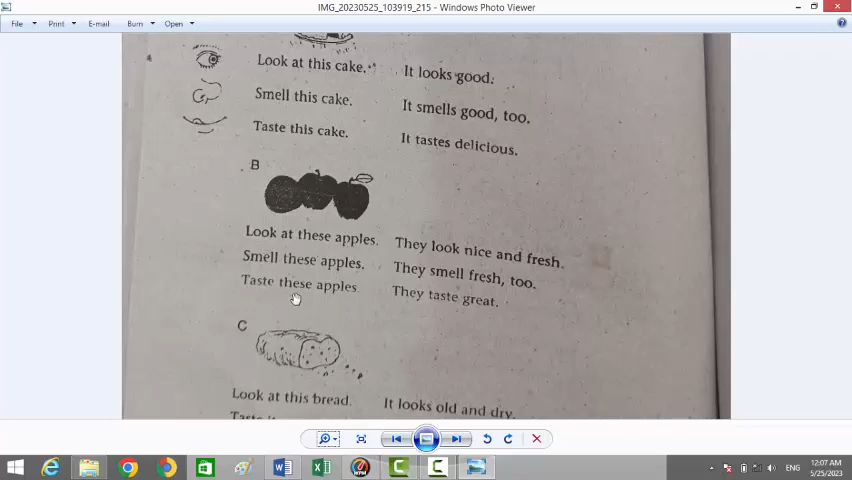 IMG_20230525_103919_215 - Windows Photo Viewer
File Print E-mail Burn Open
Look at this cake. It looks good.
Smell this cake. It smells good, too.
Taste this cake. It tastes delicious.
B
Look at these apples. They look nice and fresh.
Smell these apples. They smell fresh, too.
Taste these apples. They taste great.
C
Look at this bread. It looks old and dry.
ENG
12:07 AM
5/25/2023